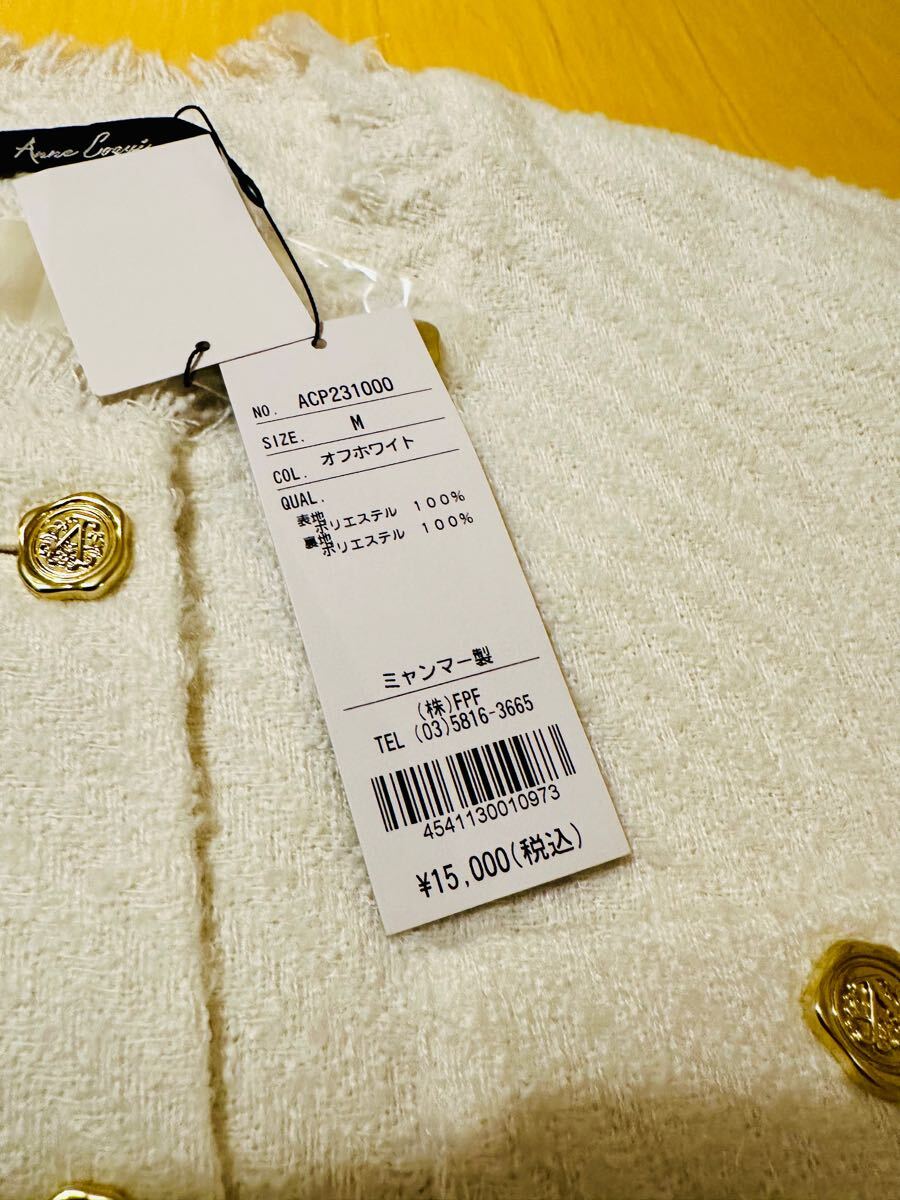 Anne
NO. ACP231000
SIZE. M
COL. オフホワイト
QUAL.
表地
ポリエステル 100%
裏地
ポリエステル 100%
ミャンマー製
(株)FPF
TEL (03)5816-3665
4541130010973
¥15,000(税込)